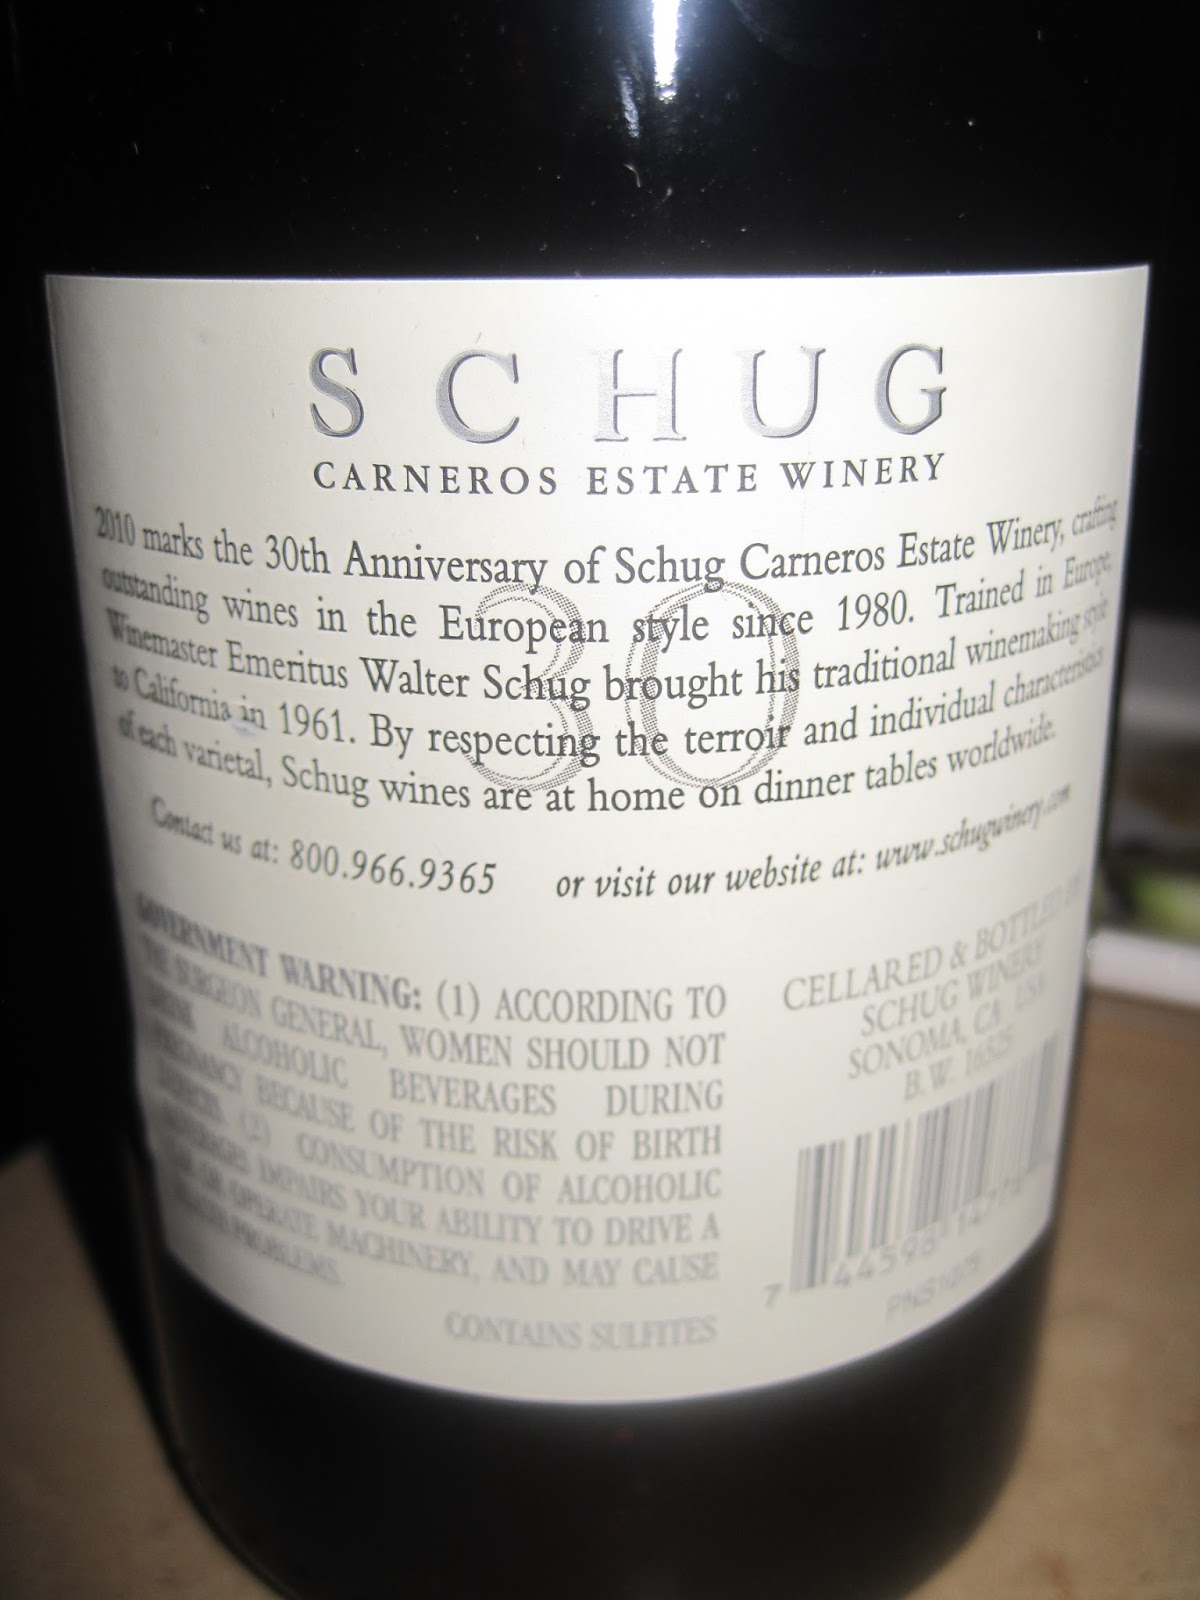 SCHUG
CARNEROS ESTATE WINERY
2010 marks the 30th Anniversary of Schug Carneros Estate Winery, crafting
outstanding wines in the European style since 1980. Trained in Europe,
Winemaster Emeritus Walter Schug brought his traditional winemaking style
to California in 1961. By respecting the terroir and individual characteristics
of each varietal, Schug wines are at home on dinner tables worldwide.
30
Contact us at: 800.966.9365 or visit our website at: www.schugwinery.com
GOVERNMENT WARNING: (1) ACCORDING TO
THE SURGEON GENERAL, WOMEN SHOULD NOT
DRINK ALCOHOLIC BEVERAGES DURING
PREGNANCY BECAUSE OF THE RISK OF BIRTH
DEFECTS. (2) CONSUMPTION OF ALCOHOLIC
BEVERAGES IMPAIRS YOUR ABILITY TO DRIVE A
CAR OR OPERATE MACHINERY, AND MAY CAUSE
HEALTH PROBLEMS.
CONTAINS SULFITES
CELLARED & BOTTLED BY
SCHUG WINERY
SONOMA, CA USA
B.W.
7 44598